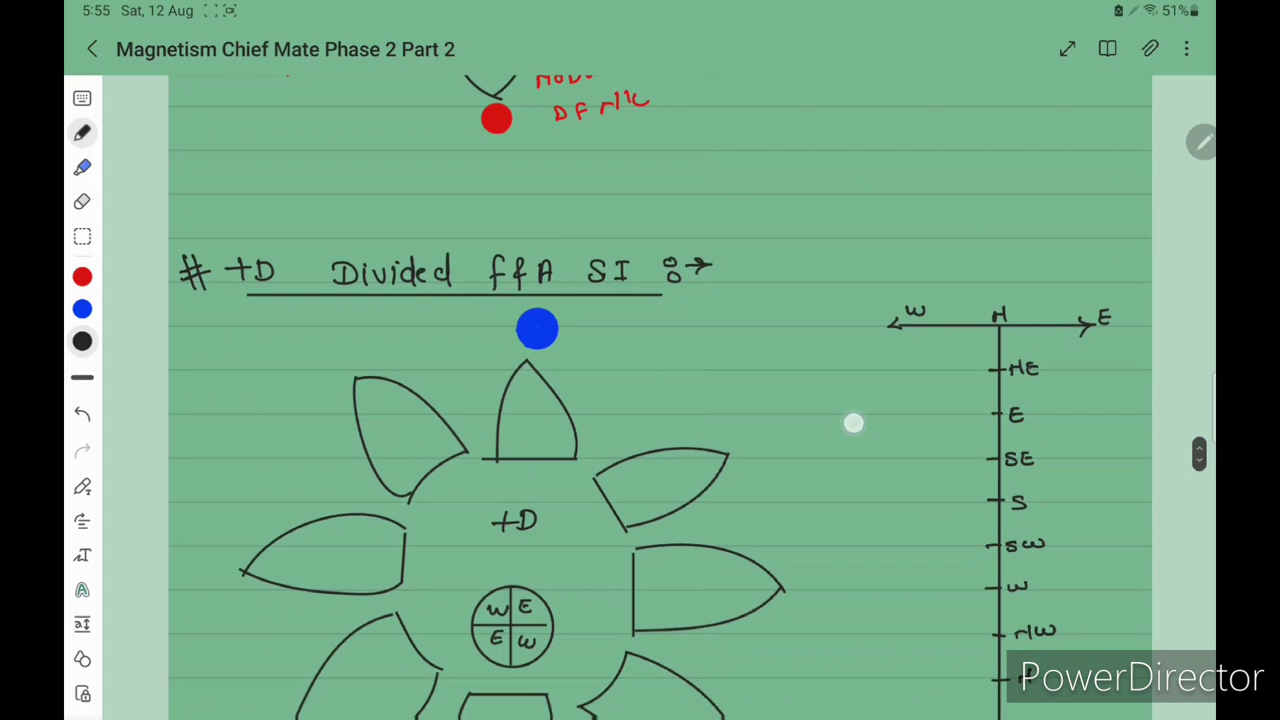 5:55 Sat, 12 Aug
51%
Magnetism Chief Mate Phase 2 Part 2
DF
# +D Divided ffA SI
W N E
NE
E
SE
S
SW
W
NW
+D
W E
E W
PowerDirector